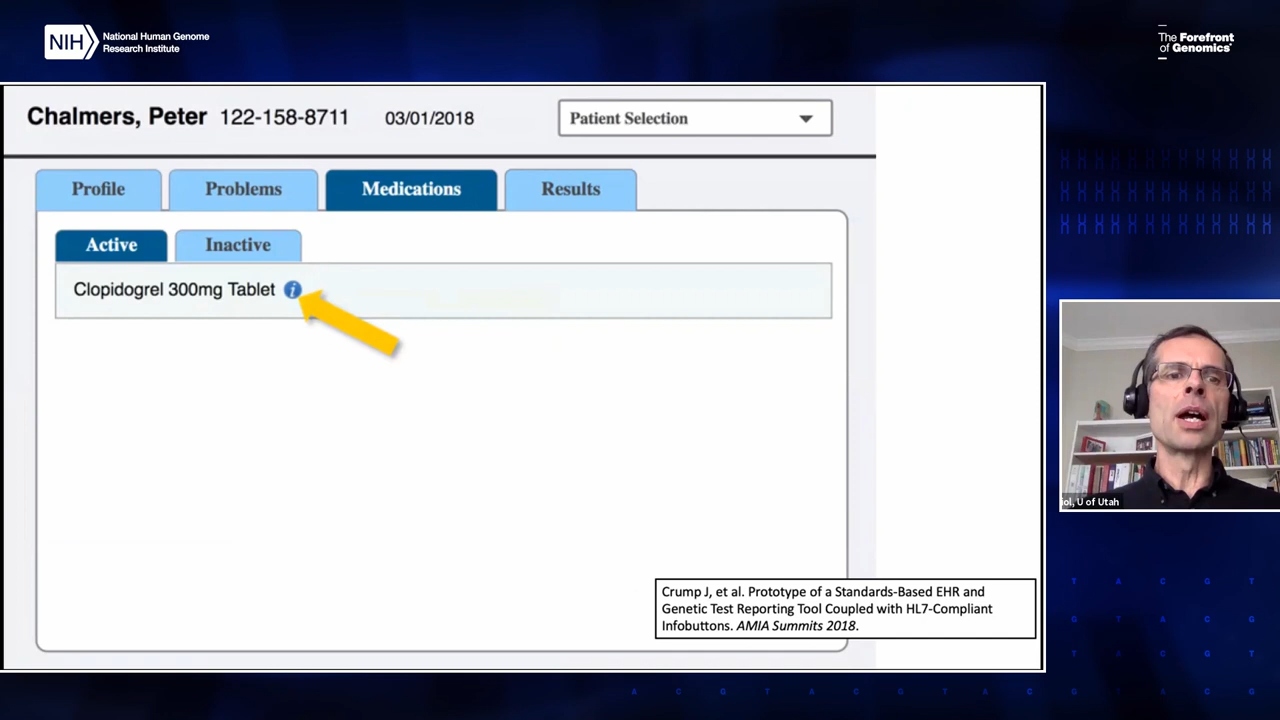 NIH
National Human Genome
Research Institute
The Forefront
of Genomics®
Chalmers, Peter 122-158-8711 03/01/2018
Patient Selection
Profile Problems Medications Results
Active Inactive
Clopidogrel 300mg Tablet i
Crump J, et al. Prototype of a Standards-Based EHR and
Genetic Test Reporting Tool Coupled with HL7-Compliant
Infobuttons. AMIA Summits 2018.
U of Utah
T A C G T
G T A C G
T A C G T
A C G T A C G T A C G T A C G